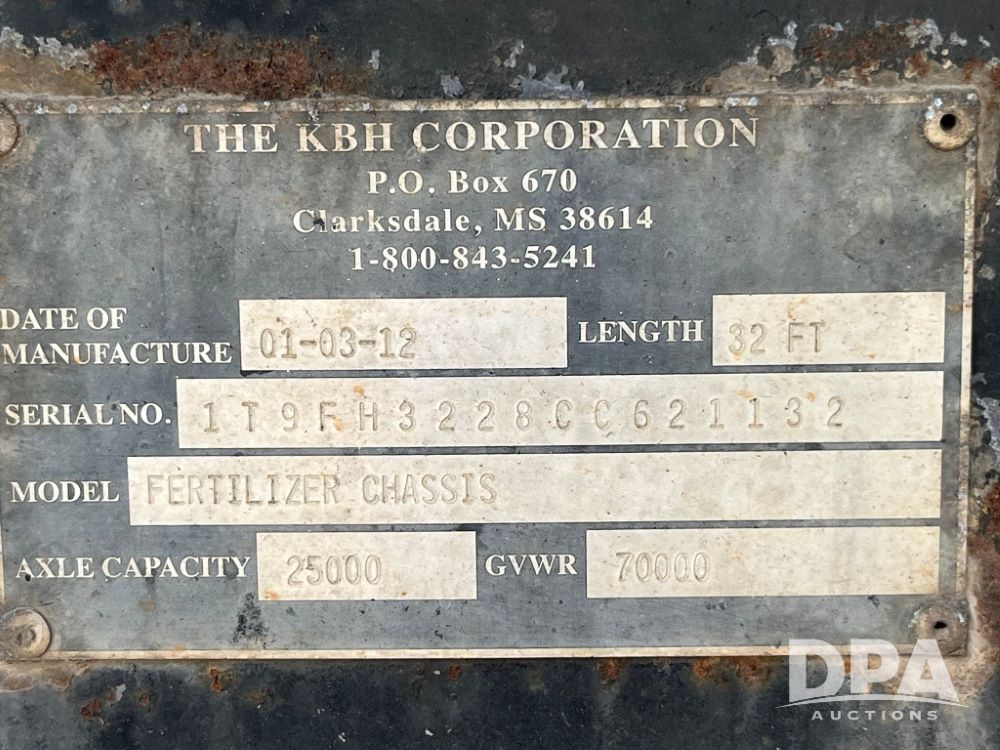 THE KBH CORPORATION
P.O. Box 670
Clarksdale, MS 38614
1-800-843-5241
DATE OF MANUFACTURE 01-03-12 LENGTH 32 FT
SERIAL NO. 1T9FH3228CC621132
MODEL FERTILIZER CHASSIS
AXLE CAPACITY 25000 GVWR 70000
DPA
AUCTIONS